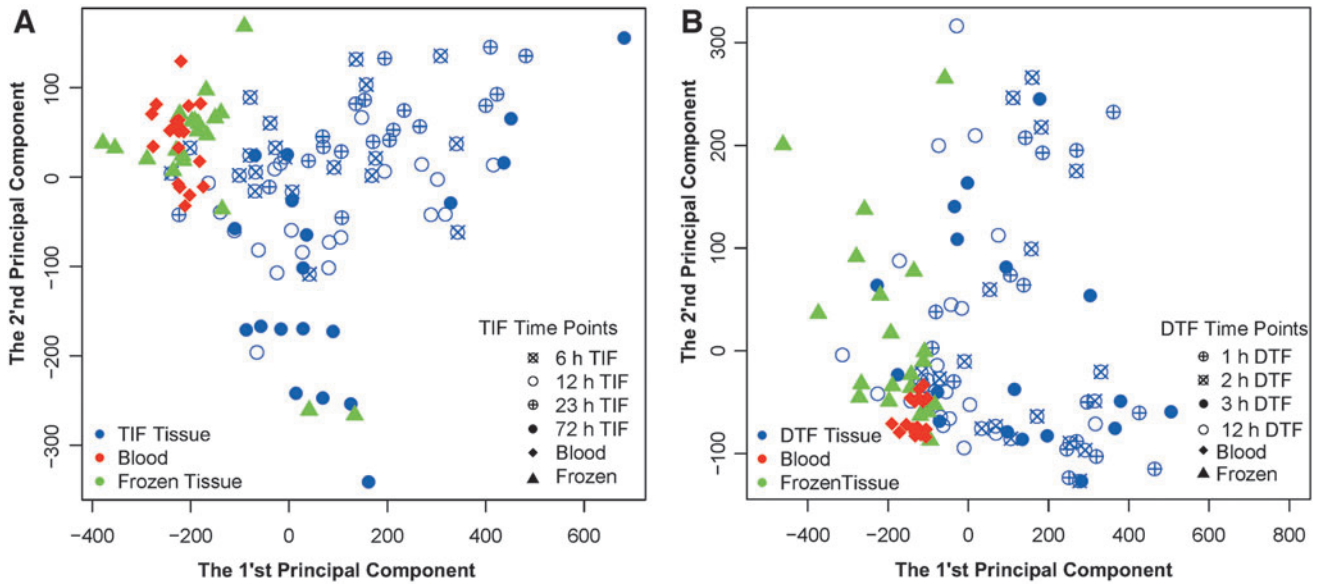 A
The 2'nd Principal Component
100
0
−100
−200
−300
−400
−200
0
200
400
600
The 1'st Principal Component
TIF Time Points
6 h TIF
12 h TIF
23 h TIF
72 h TIF
Blood
Frozen
TIF Tissue
Blood
Frozen Tissue
B
The 2'nd Principal Component
300
200
100
0
−100
−400
−200
0
200
400
600
800
The 1'st Principal Component
DTF Time Points
1 h DTF
2 h DTF
3 h DTF
12 h DTF
Blood
Frozen
DTF Tissue
Blood
FrozenTissue